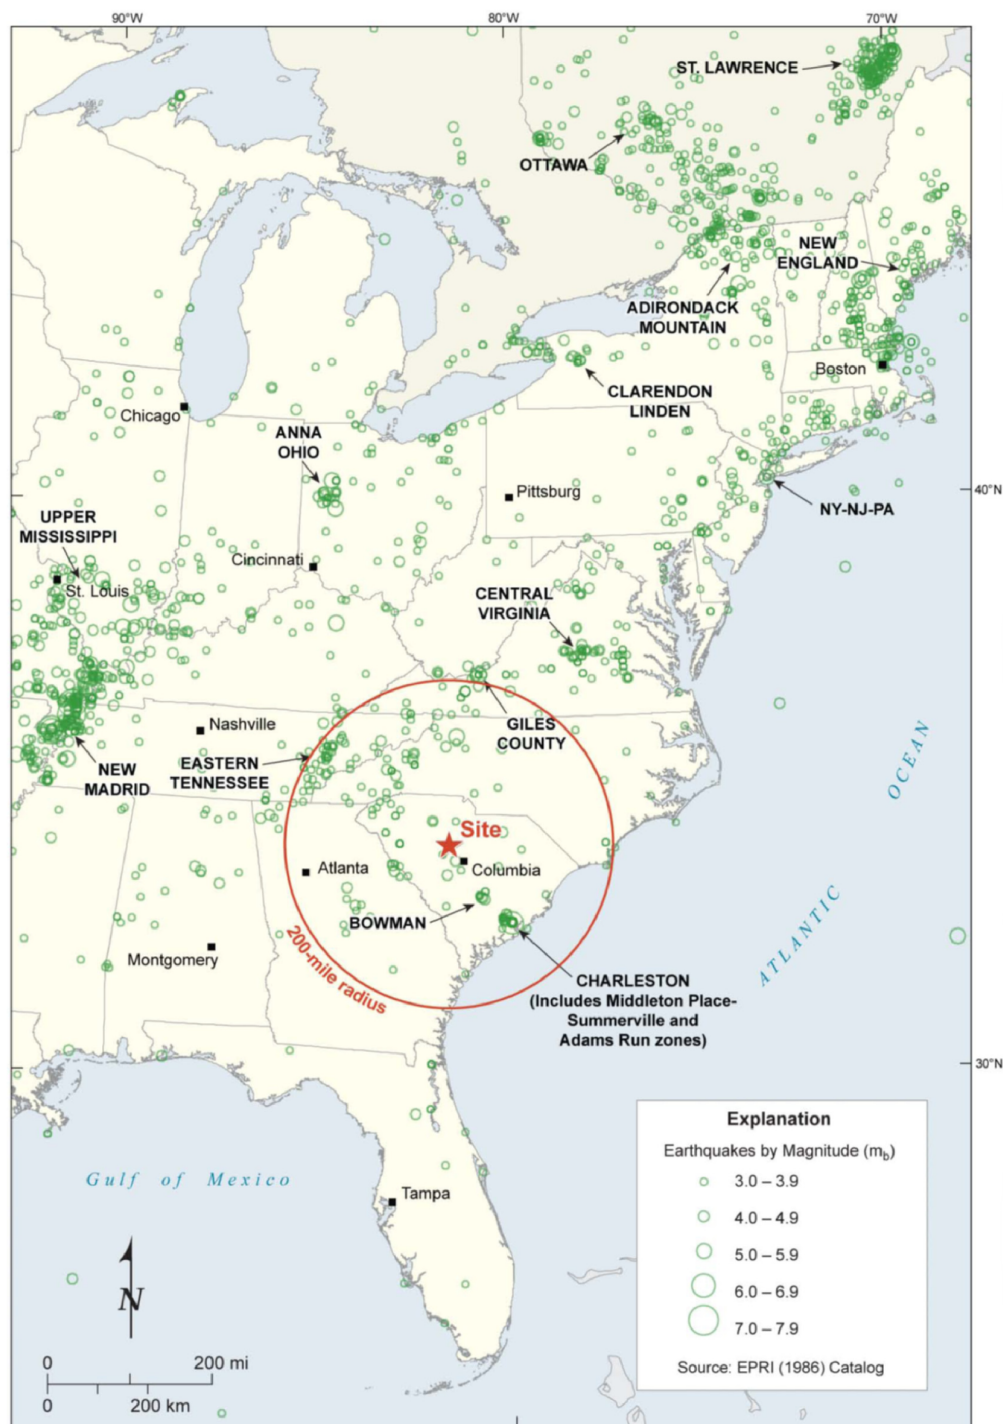 90°W
80°W
70°W
ST. LAWRENCE
OTTAWA
NEW
ENGLAND
ADIRONDACK
MOUNTAIN
Boston
CLARENDON
LINDEN
Chicago
ANNA
OHIO
Pittsburg
40°N
NY-NJ-PA
UPPER
MISSISSIPPI
Cincinnati
St. Louis
CENTRAL
VIRGINIA
Nashville
GILES
COUNTY
EASTERN
TENNESSEE
NEW
MADRID
Site
Atlanta
Columbia
BOWMAN
200-mile radius
Montgomery
CHARLESTON
(Includes Middleton Place-
Summerville and
Adams Run zones)
ATLANTIC OCEAN
30°N
Gulf of Mexico
Tampa
N
0 200 mi
0 200 km
Explanation
Earthquakes by Magnitude (mb)
3.0 – 3.9
4.0 – 4.9
5.0 – 5.9
6.0 – 6.9
7.0 – 7.9
Source: EPRI (1986) Catalog